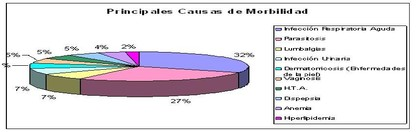 Principales Causas de Morbilidad
5%
5%
5%
4%
2%
32%
%
7%
7%
27%
Infección Respiratoria Aguda
Parasitosis
Lumbalgias
Infección Urinaria
Dermatomicosis (Enfermedades
de la piel)
Vaginosis
H.T.A.
Dispepsia
Anemia
Hiperlipidemia